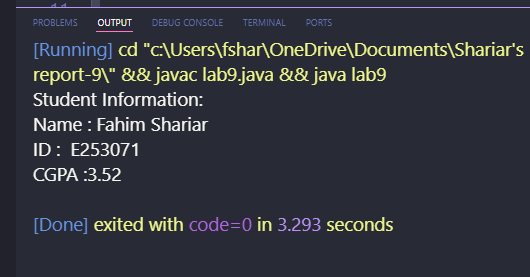 PROBLEMS OUTPUT DEBUG CONSOLE TERMINAL PORTS
[Running] cd "c:\Users\fshar\OneDrive\Documents\Shariar's
report-9\" && javac lab9.java && java lab9
Student Information:
Name : Fahim Shariar
ID :  E253071
CGPA :3.52
[Done] exited with code=0 in 3.293 seconds